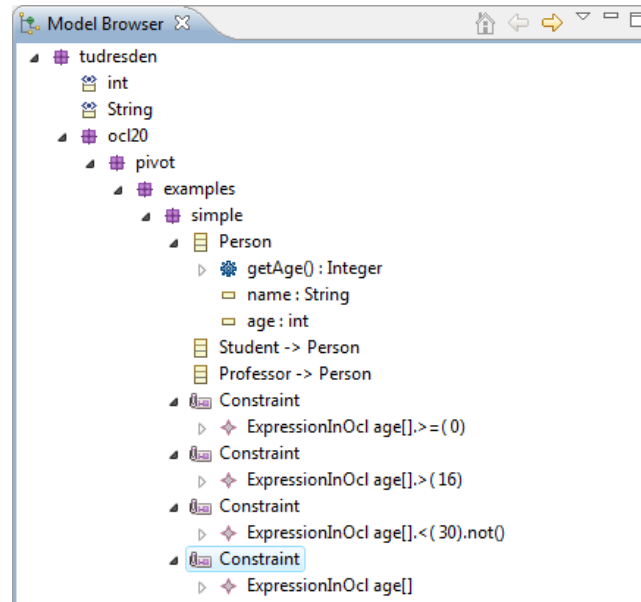 Model Browser
tudresden
int
String
ocl20
pivot
examples
simple
Person
getAge() : Integer
name : String
age : int
Student -> Person
Professor -> Person
Constraint
ExpressionInOcl age[].>=( 0)
Constraint
ExpressionInOcl age[].>( 16)
Constraint
ExpressionInOcl age[].<( 30).not()
Constraint
ExpressionInOcl age[]